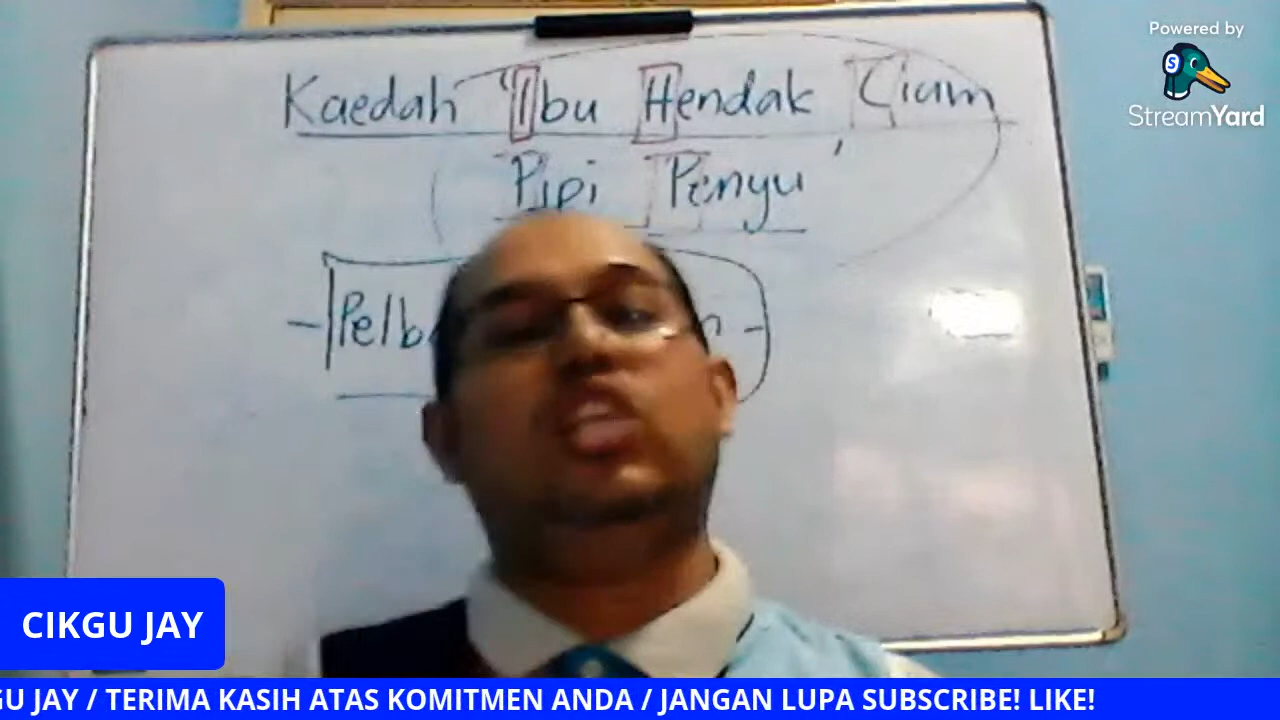 Powered by
StreamYard
Kaedah 'Ibu Hendak Cium
Pipi Penyu'
CIKGU JAY
GU JAY / TERIMA KASIH ATAS KOMITMEN ANDA / JANGAN LUPA SUBSCRIBE! LIKE!